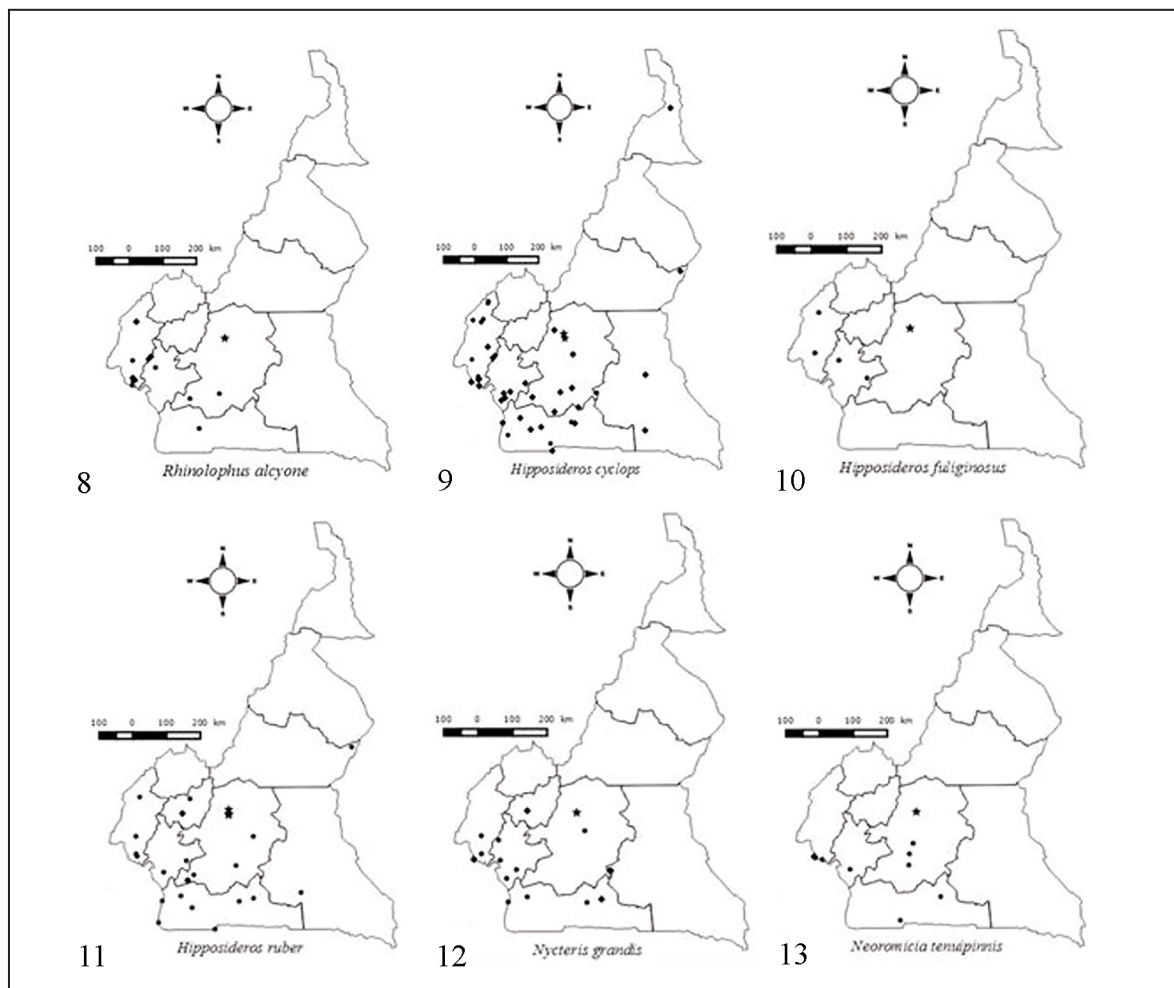 N
W E
S
100 0 100 200 km
8
Rhinolophus alcyone
N
W E
S
100 0 100 200 km
9
Hipposideros cyclops
N
W E
S
100 0 100 200 km
10
Hipposideros fuliginosus
N
W E
S
100 0 100 200 km
11
Hipposideros ruber
N
W E
S
100 0 100 200 km
12
Nycteris grandis
N
W E
S
100 0 100 200 km
13
Neoromicia tenuipinnis